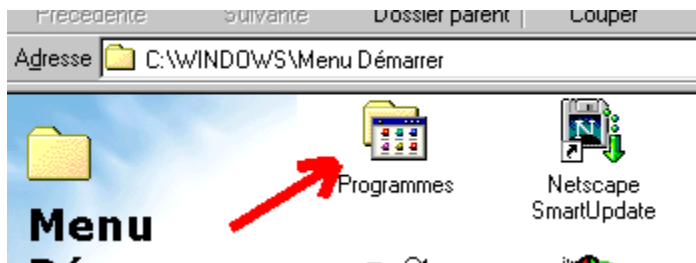 Précédente Suivante Dossier parent Couper
Adresse C:\WINDOWS\Menu Démarrer
Programmes
Netscape
SmartUpdate
Menu